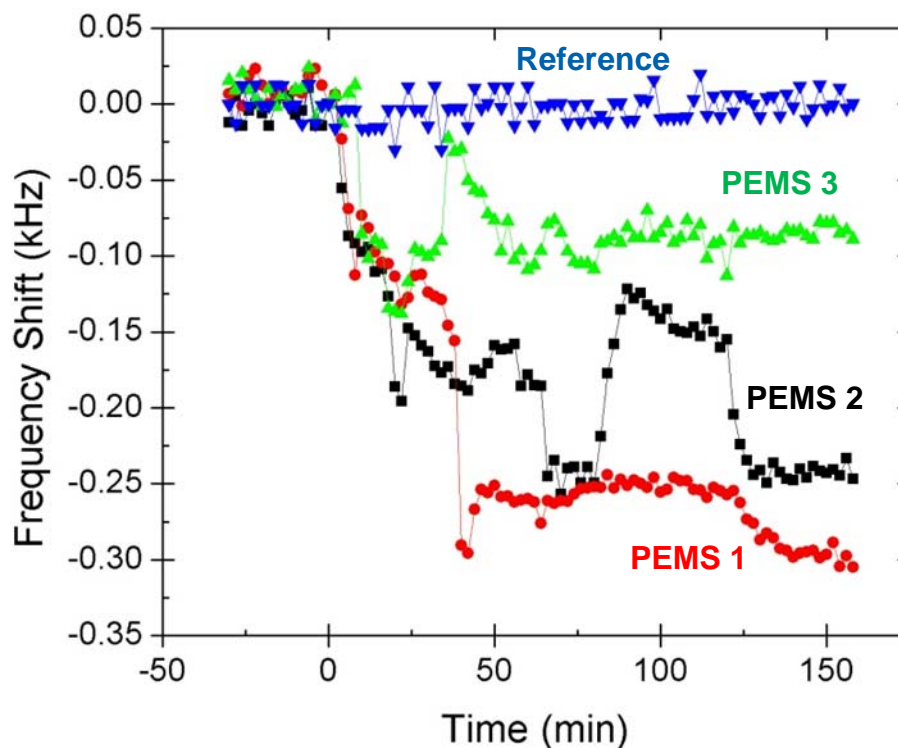 0.05
0.00
-0.05
-0.10
-0.15
-0.20
-0.25
-0.30
-0.35
Frequency Shift (kHz)
Reference
PEMS 3
PEMS 2
PEMS 1
-50 0 50 100 150
Time (min)